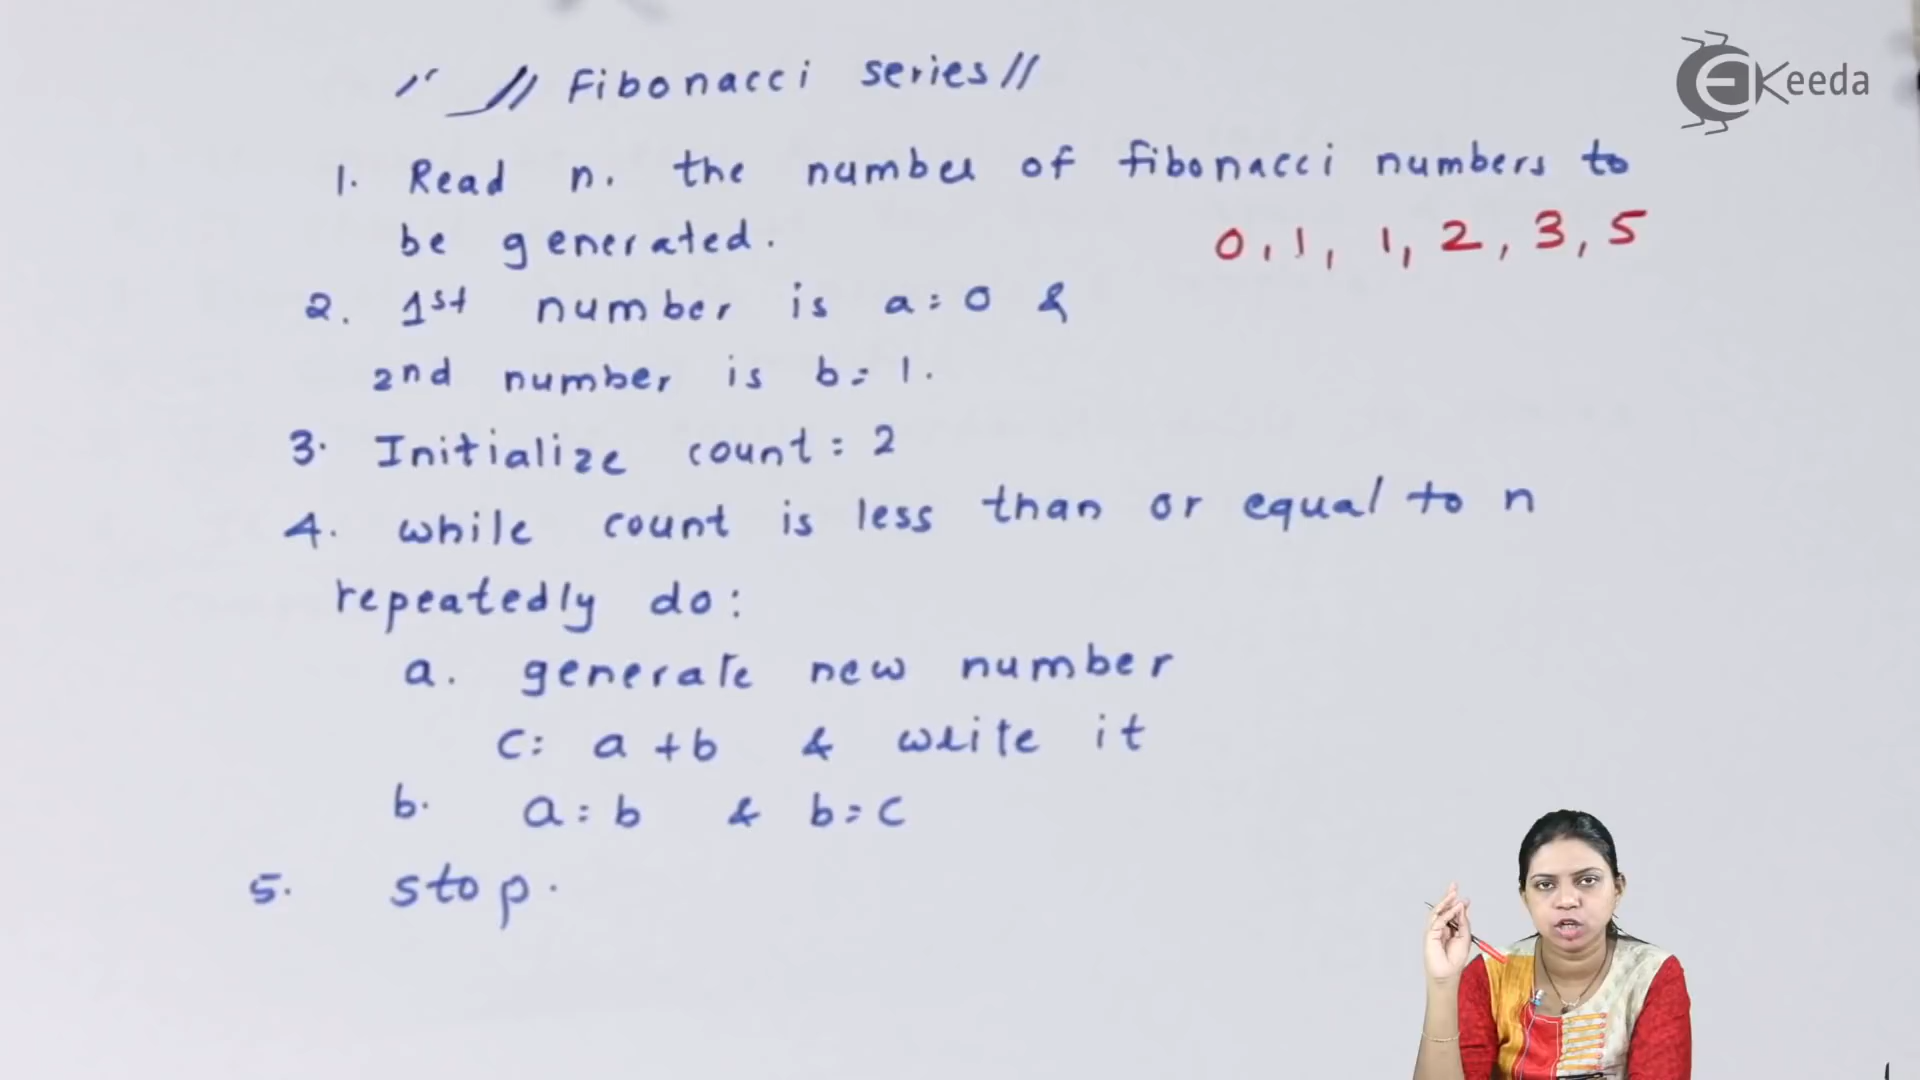 // // Fibonacci series //
Keeda
1. Read n. the number of fibonacci numbers to
be generated.
0, 1, 1, 2, 3, 5
2. 1st number is a = 0 &
2nd number is b = 1.
3. Initialize count = 2
4. while count is less than or equal to n
repeatedly do:
a. generate new number
c = a + b & write it
b. a = b & b = c
5. stop.